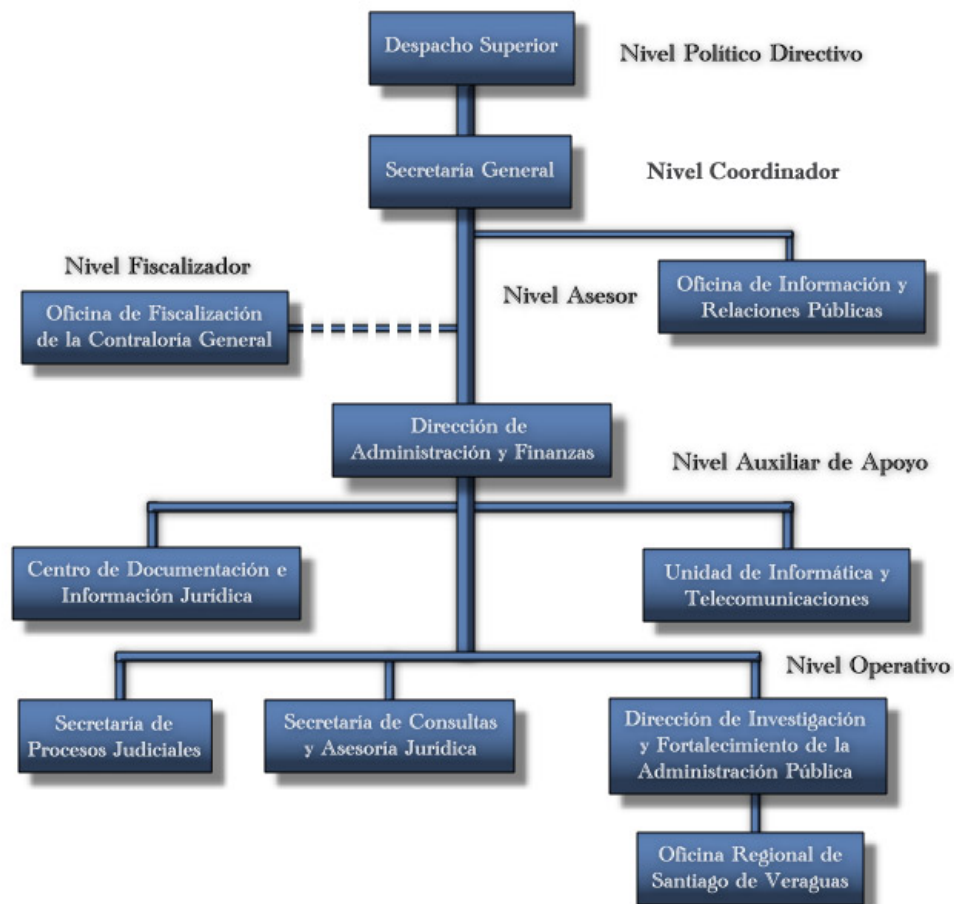 Despacho Superior
Nivel Político Directivo
Secretaría General
Nivel Coordinador
Nivel Fiscalizador
Oficina de Fiscalización
de la Contraloría General
Nivel Asesor
Oficina de Información y
Relaciones Públicas
Dirección de
Administración y Finanzas
Nivel Auxiliar de Apoyo
Centro de Documentación e
Información Jurídica
Unidad de Informática y
Telecomunicaciones
Nivel Operativo
Secretaría de
Procesos Judiciales
Secretaría de Consultas
y Asesoría Jurídica
Dirección de Investigación
y Fortalecimiento de la
Administración Pública
Oficina Regional de
Santiago de Veraguas